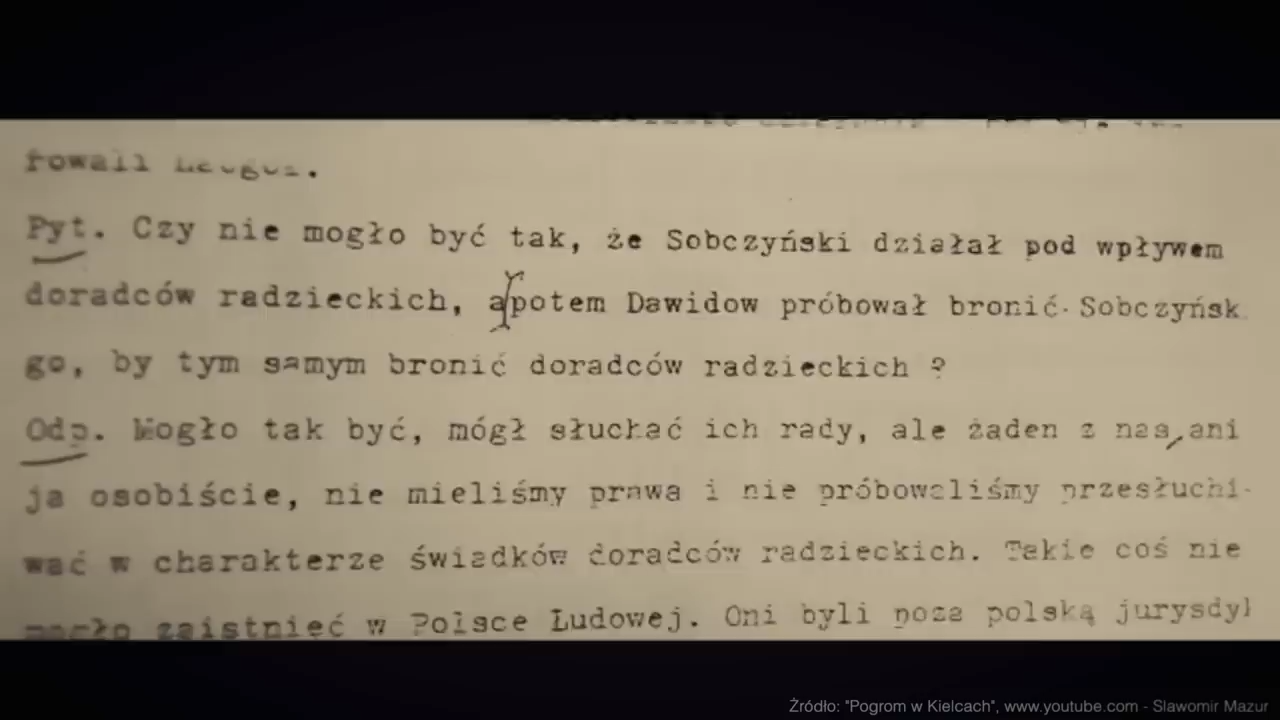 rowali
Pyt. Czy nie mogło być tak, że Sobczyński działał pod wpływem
doradców radzieckich, a potem Dawidow próbował bronić Sobczyńsk
go, by tym samym bronić doradców radzieckich ?
Odp. Mogło tak być, mógł słuchać ich rady, ale żaden z nas, ani
ja osobiście, nie mieliśmy prawa i nie próbowaliśmy przesłuchi-
wać w charakterze świadków doradców radzieckich. Takie coś nie
mogło zaistnieć w Polsce Ludowej. Oni byli poza polską jurysdy
Źródło: "Pogrom w Kielcach", www.youtube.com - Slawomir Mazur